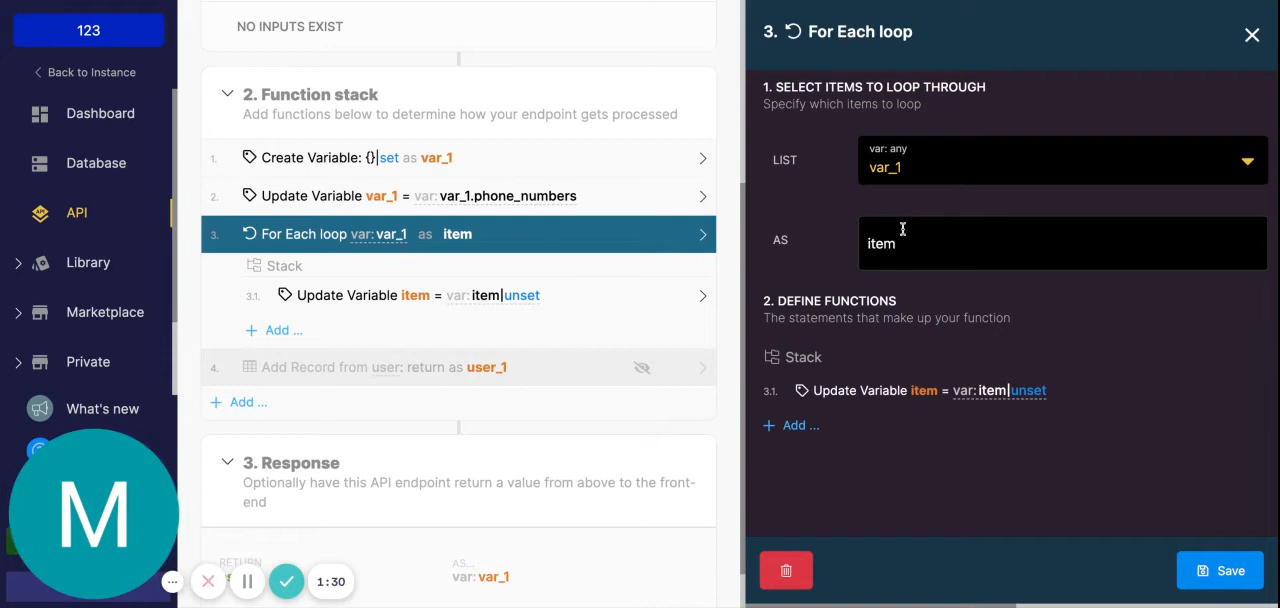 123
Back to Instance
Dashboard
Database
API
API
Library
Marketplace
Private
What's new
M
...
1:30
NO INPUTS EXIST
2. Function stack
Add functions below to determine how your endpoint gets processed
1. Create Variable: {}|set as var_1
2. Update Variable var_1 = var: var_1.phone_numbers
3. For Each loop var: var_1 as item
Stack
3.1. Update Variable item = var: item|unset
+ Add ...
4. Add Record from user: return as user_1
+ Add ...
3. Response
Optionally have this API endpoint return a value from above to the front-
end
RETURN AS...
var: var_1
3. For Each loop
1. SELECT ITEMS TO LOOP THROUGH
Specify which items to loop
LIST
var: any
var_1
AS
item
2. DEFINE FUNCTIONS
The statements that make up your function
Stack
3.1. Update Variable item = var: item|unset
+ Add ...
Save